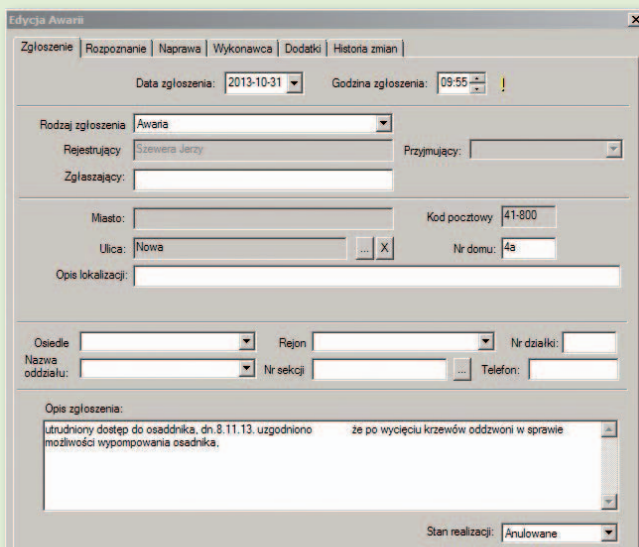 Edycja Awarii
Zgłoszenie Rozpoznanie Naprawa Wykonawca Dodatki Historia zmian
Data zgłoszenia: 2013-10-31 Godzina zgłoszenia: 09:55 !
Rodzaj zgłoszenia Awaria
Rejestrujący Szewera Jerzy Przyjmujący:
Zgłaszający:
Miasto: Kod pocztowy 41-800
Ulica: Nowa ... X Nr domu: 4a
Opis lokalizacji:
Osiedle Rejon Nr działki:
Nazwa oddziału: Nr sekcji ... Telefon:
Opis zgłoszenia:
utrudniony dostęp do osaddnika, dn.8.11.13. uzgodniono że po wycięciu krzewów oddzwoni w sprawie
możliwości wypompowania osadnika,
Stan realizacji: Anulowane